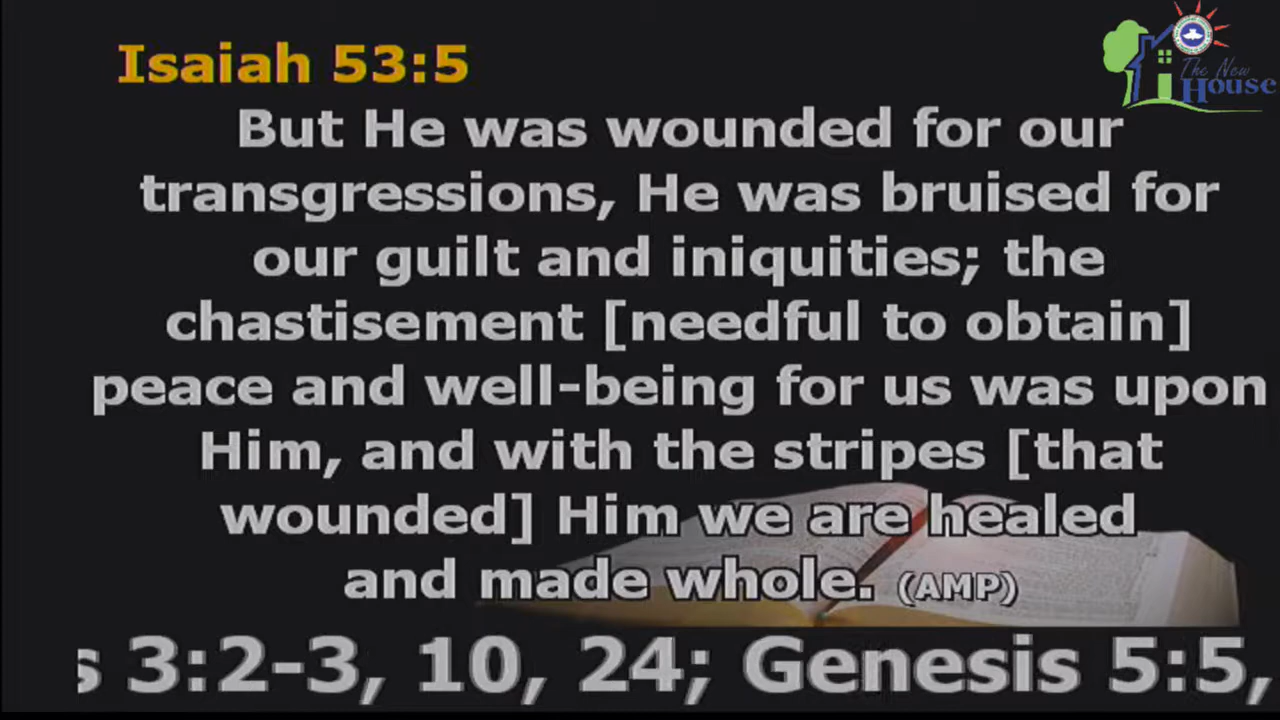 Isaiah 53:5
But He was wounded for our
transgressions, He was bruised for
our guilt and iniquities; the
chastisement [needful to obtain]
peace and well-being for us was upon
Him, and with the stripes [that
wounded] Him we are healed
and made whole. (AMP)
s 3:2-3, 10, 24; Genesis 5:5,
The New
House